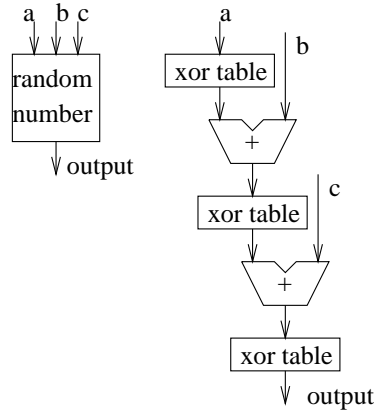 a b c
random
number
output
a
b
xor table
+
xor table
c
+
xor table
output